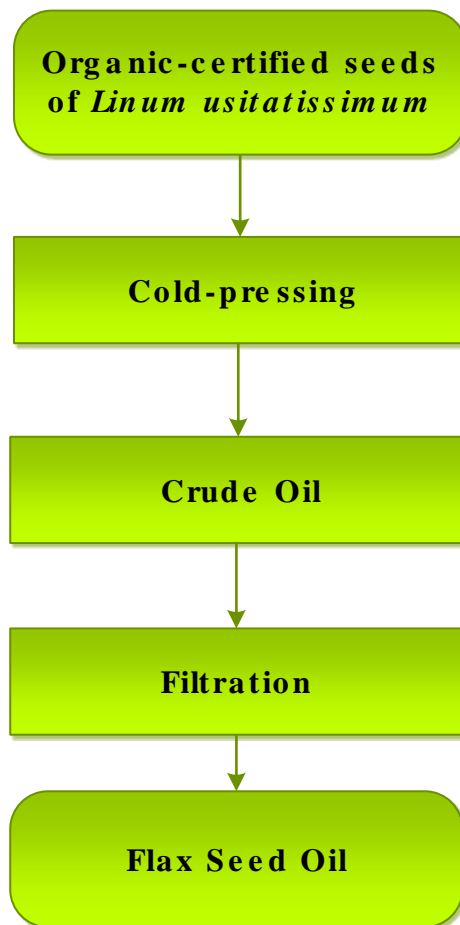 Organic-certified seeds
of Linum usitatissimum
Cold-pressing
Crude Oil
Filtration
Flax Seed Oil